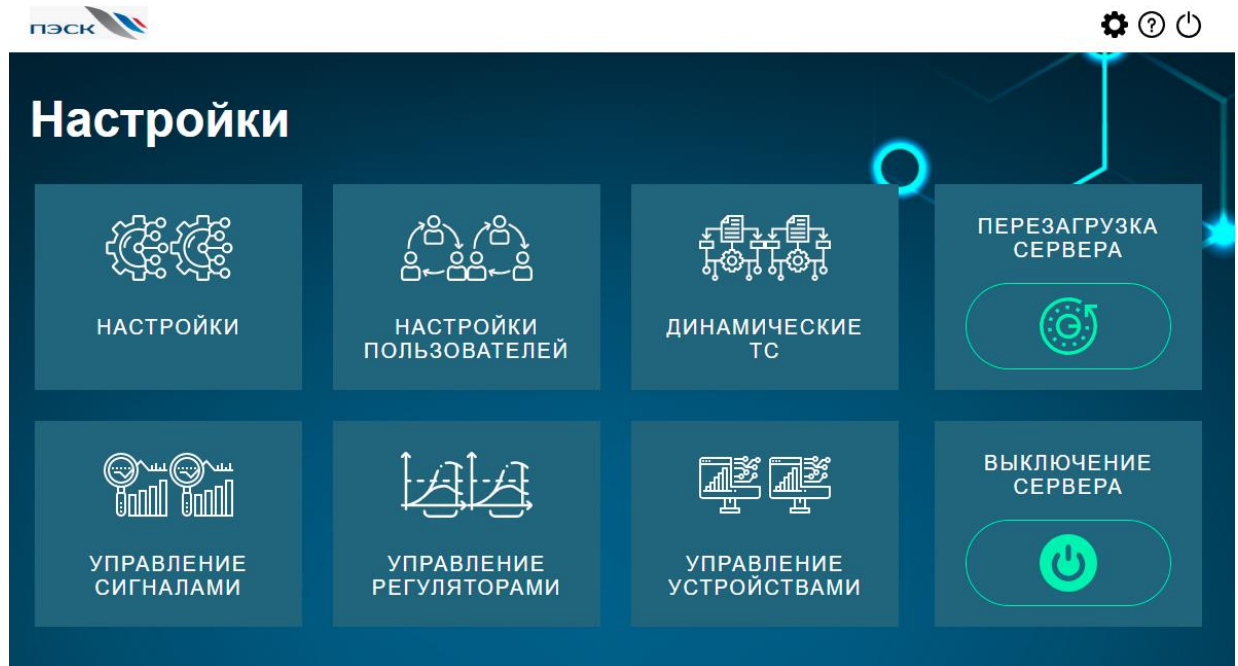 ПЭСК
Настройки
НАСТРОЙКИ
НАСТРОЙКИ
ПОЛЬЗОВАТЕЛЕЙ
ДИНАМИЧЕСКИЕ
ТС
ПЕРЕЗАГРУЗКА
СЕРВЕРА
УПРАВЛЕНИЕ
СИГНАЛАМИ
УПРАВЛЕНИЕ
РЕГУЛЯТОРАМИ
УПРАВЛЕНИЕ
УСТРОЙСТВАМИ
ВЫКЛЮЧЕНИЕ
СЕРВЕРА